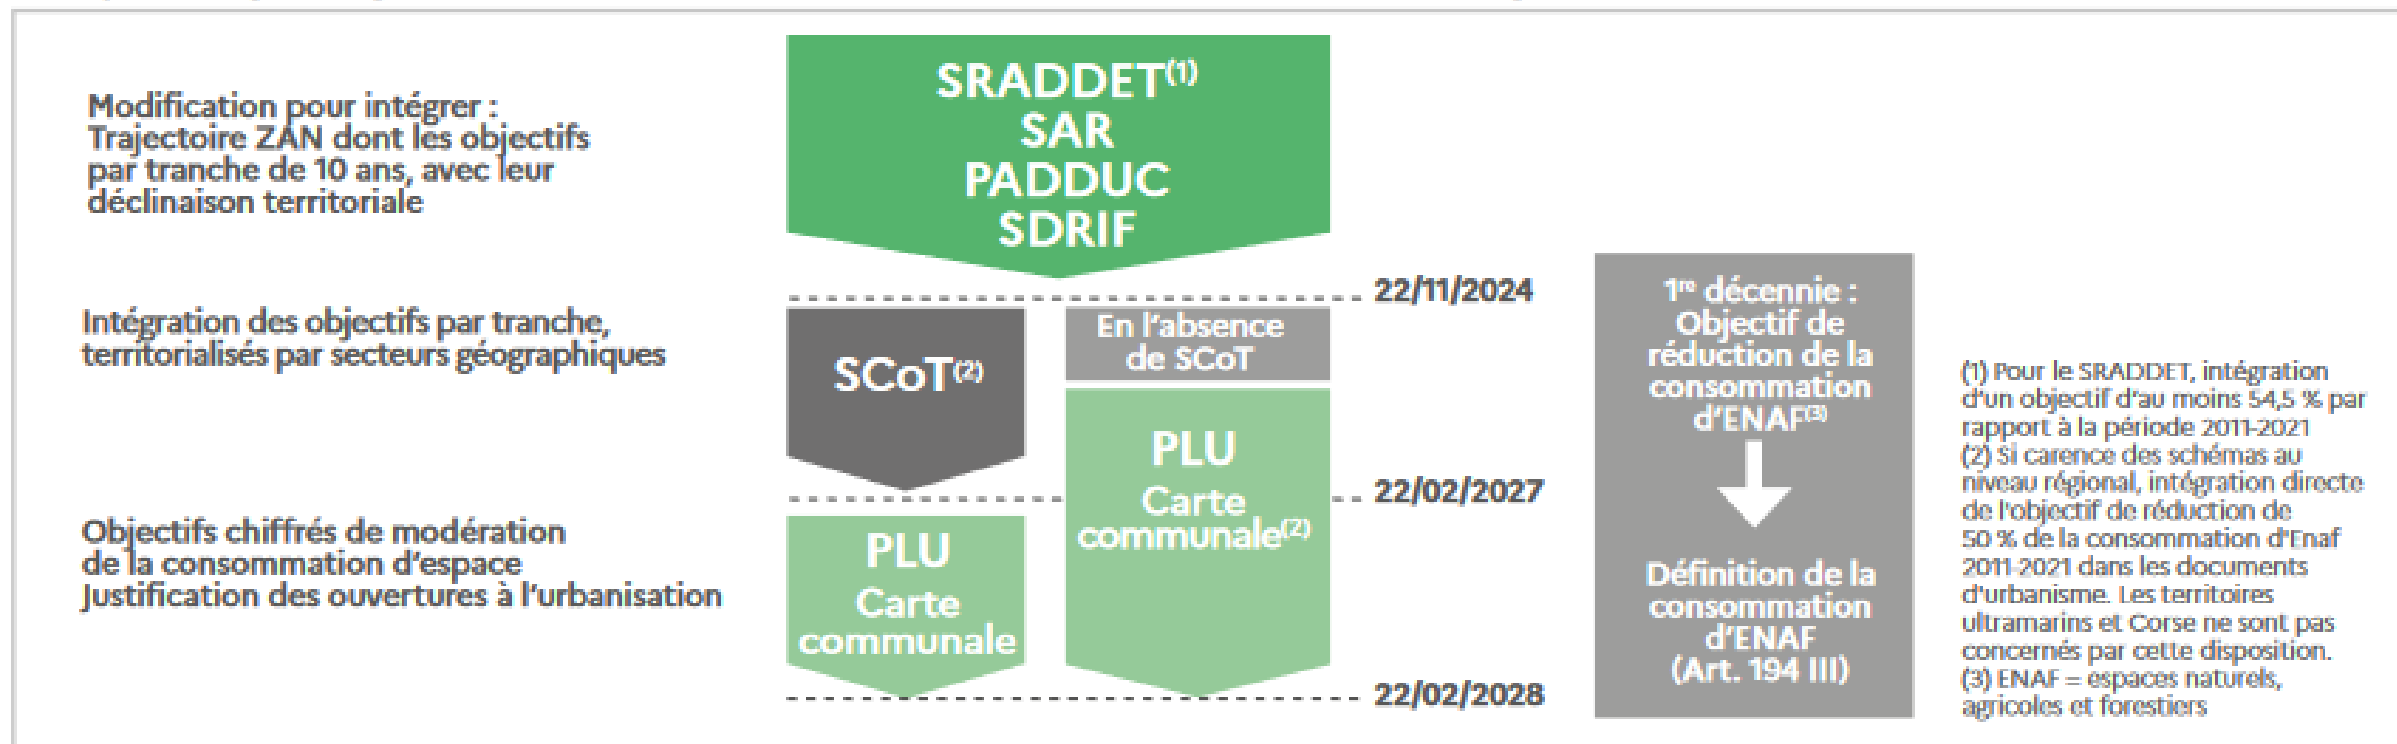 Modification pour intégrer :
Trajectoire ZAN dont les objectifs
par tranche de 10 ans, avec leur
déclinaison territoriale
SRADDET(1)
SAR
PADDUC
SDRIF
22/11/2024
Intégration des objectifs par tranche,
territorialisés par secteurs géographiques
SCoT(2)
En l'absence
de SCoT
PLU
Carte
communale(2)
22/02/2027
Objectifs chiffrés de modération
de la consommation d'espace
Justification des ouvertures à l'urbanisation
PLU
Carte
communale
22/02/2028
1re décennie :
Objectif de
réduction de la
consommation
d'ENAF(3)
Définition de la
consommation
d'ENAF
(Art. 194 III)
(1) Pour le SRADDET, intégration
d'un objectif d'au moins 54,5 % par
rapport à la période 2011-2021
(2) Si carence des schémas au
niveau régional, intégration directe
de l'objectif de réduction de
50 % de la consommation d'Enaf
2011-2021 dans les documents
d'urbanisme. Les territoires
ultramarins et Corse ne sont pas
concernés par cette disposition.
(3) ENAF = espaces naturels,
agricoles et forestiers